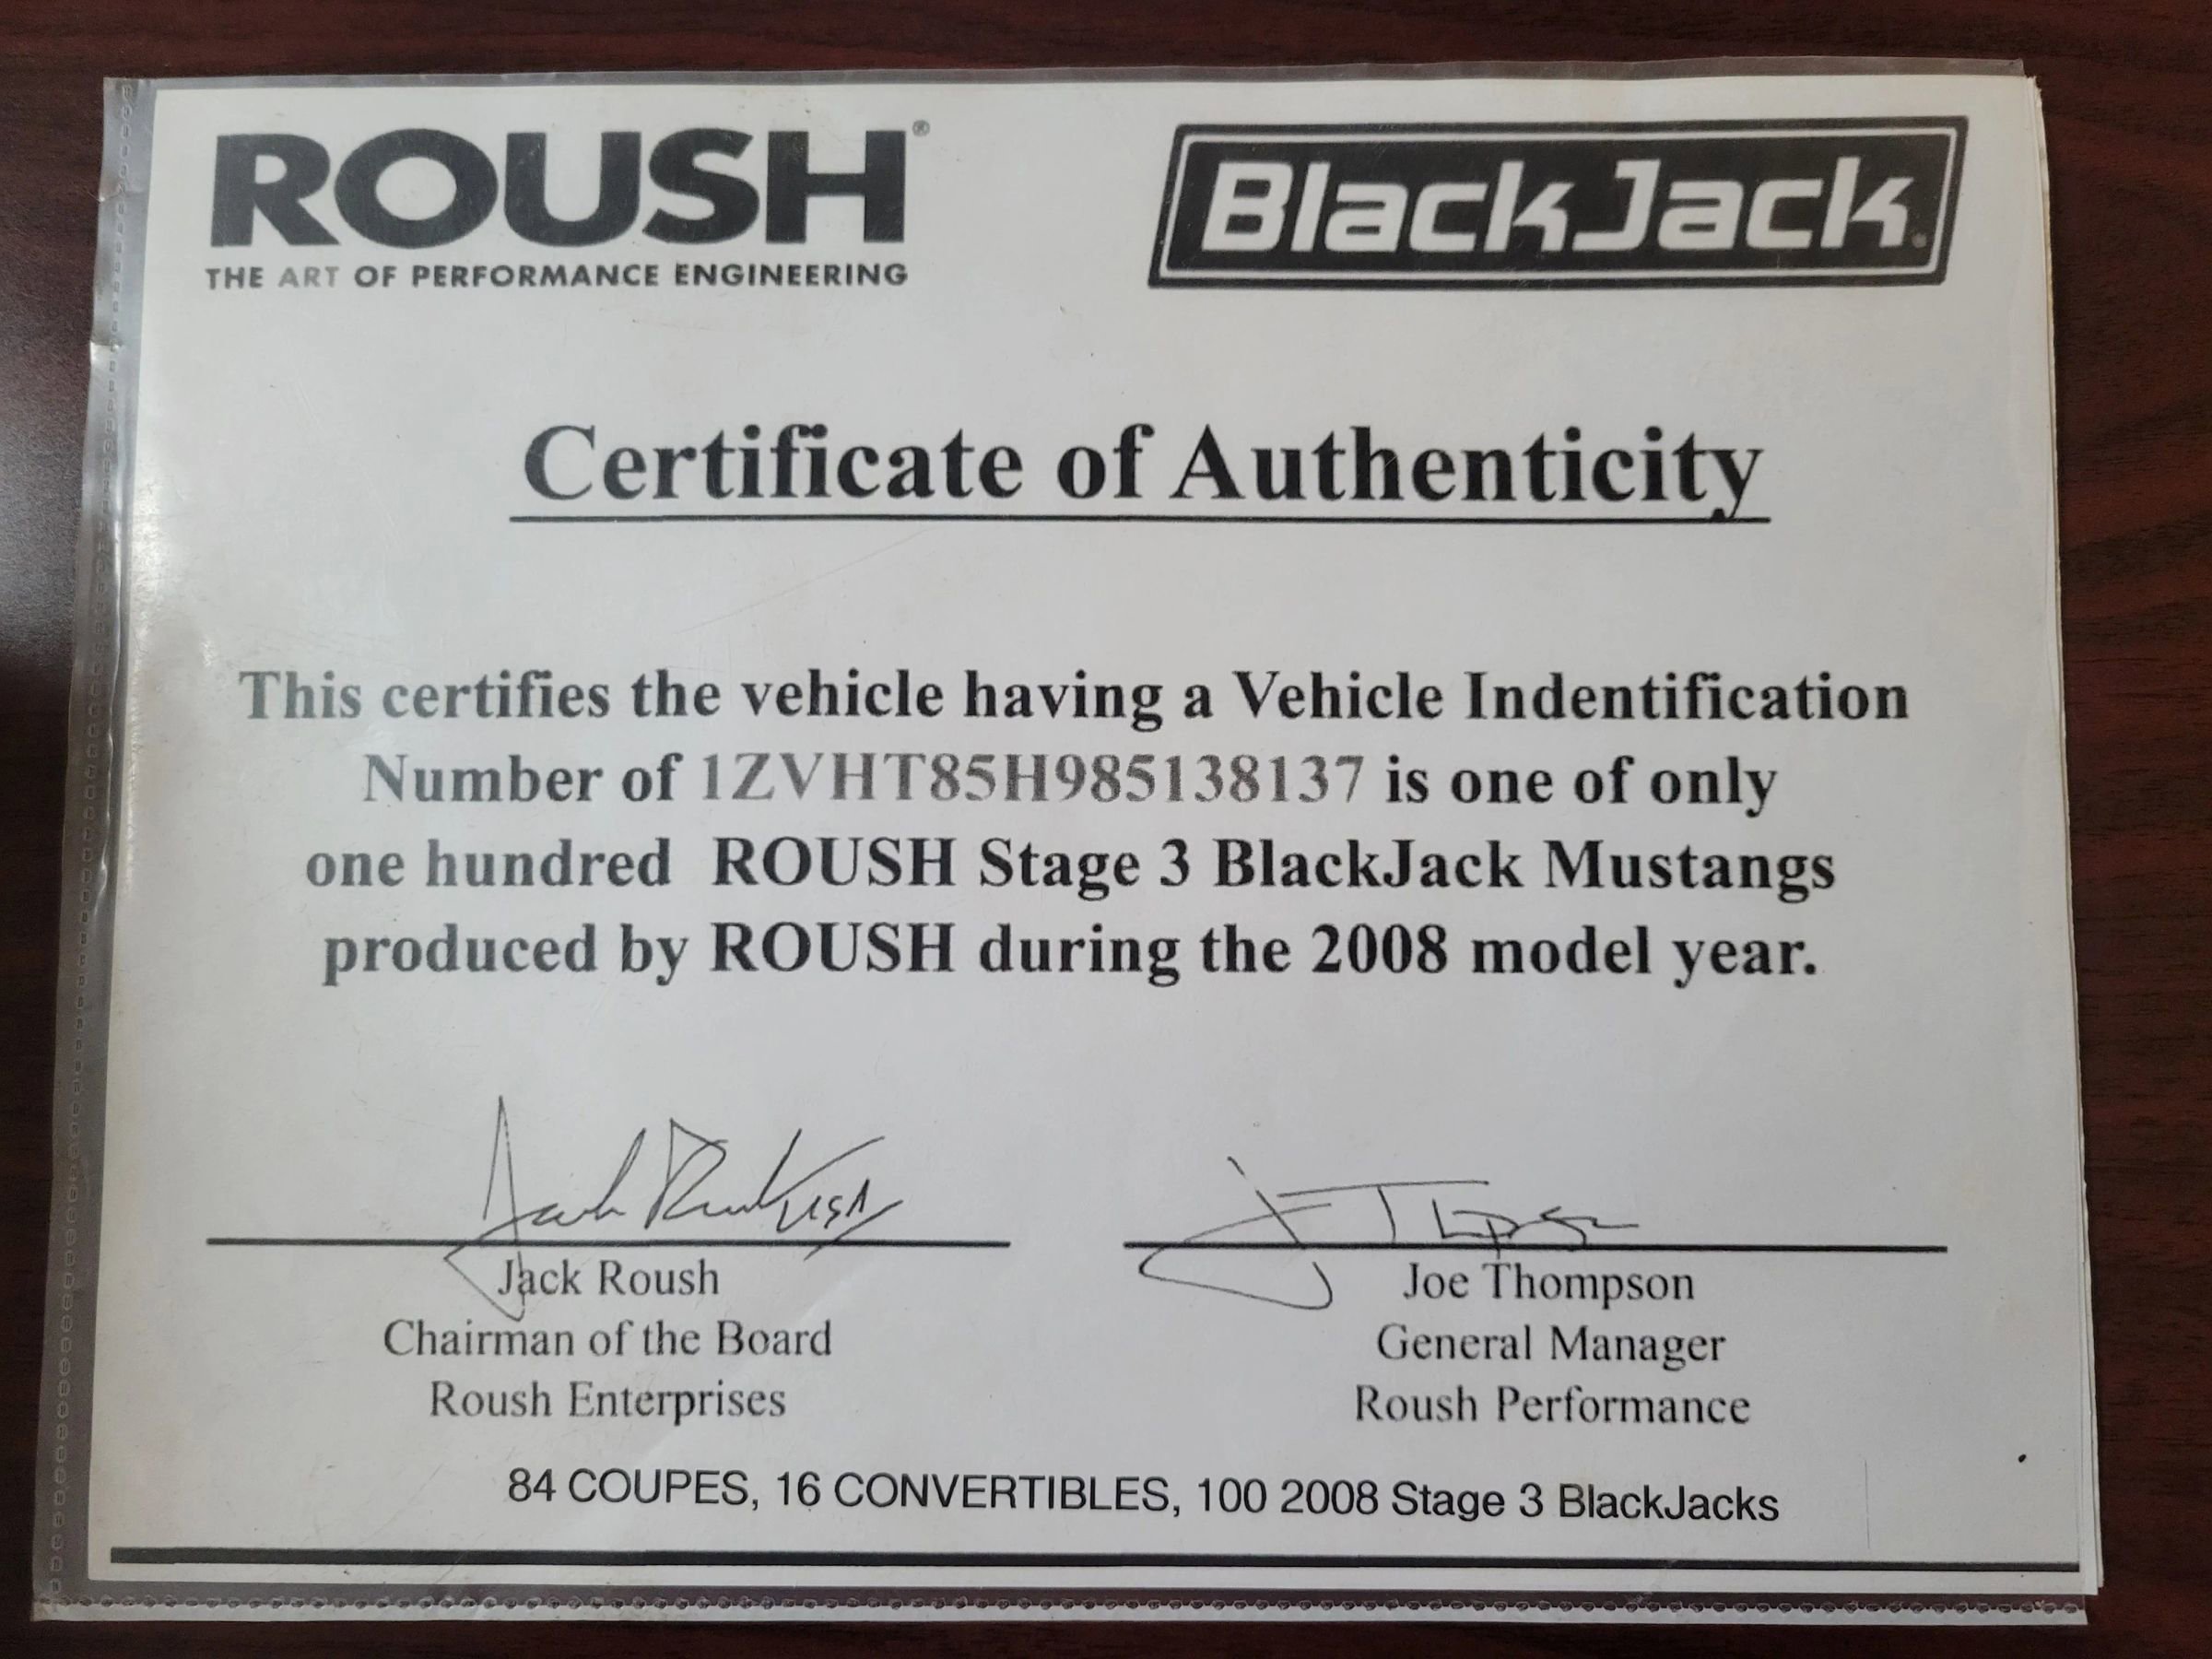 ROUSH®
THE ART OF PERFORMANCE ENGINEERING
BlackJack
Certificate of Authenticity
This certifies the vehicle having a Vehicle Indentification
Number of 1ZVHT85H985138137 is one of only
one hundred ROUSH Stage 3 BlackJack Mustangs
produced by ROUSH during the 2008 model year.
Jack Roush USA
Jack Roush
Chairman of the Board
Roush Enterprises
Joe Thompson
General Manager
Roush Performance
84 COUPES, 16 CONVERTIBLES, 100 2008 Stage 3 BlackJacks